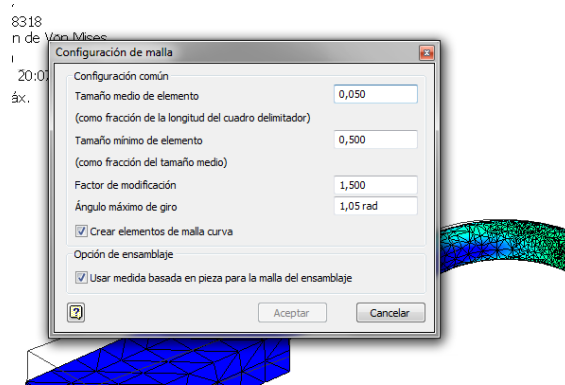 8318
n de Von Mises
20:07
áx.
Configuración de malla
Configuración común
Tamaño medio de elemento
0,050
(como fracción de la longitud del cuadro delimitador)
Tamaño mínimo de elemento
0,500
(como fracción del tamaño medio)
Factor de modificación
1,500
Ángulo máximo de giro
1,05 rad
Crear elementos de malla curva
Opción de ensamblaje
Usar medida basada en pieza para la malla del ensamblaje
Aceptar
Cancelar